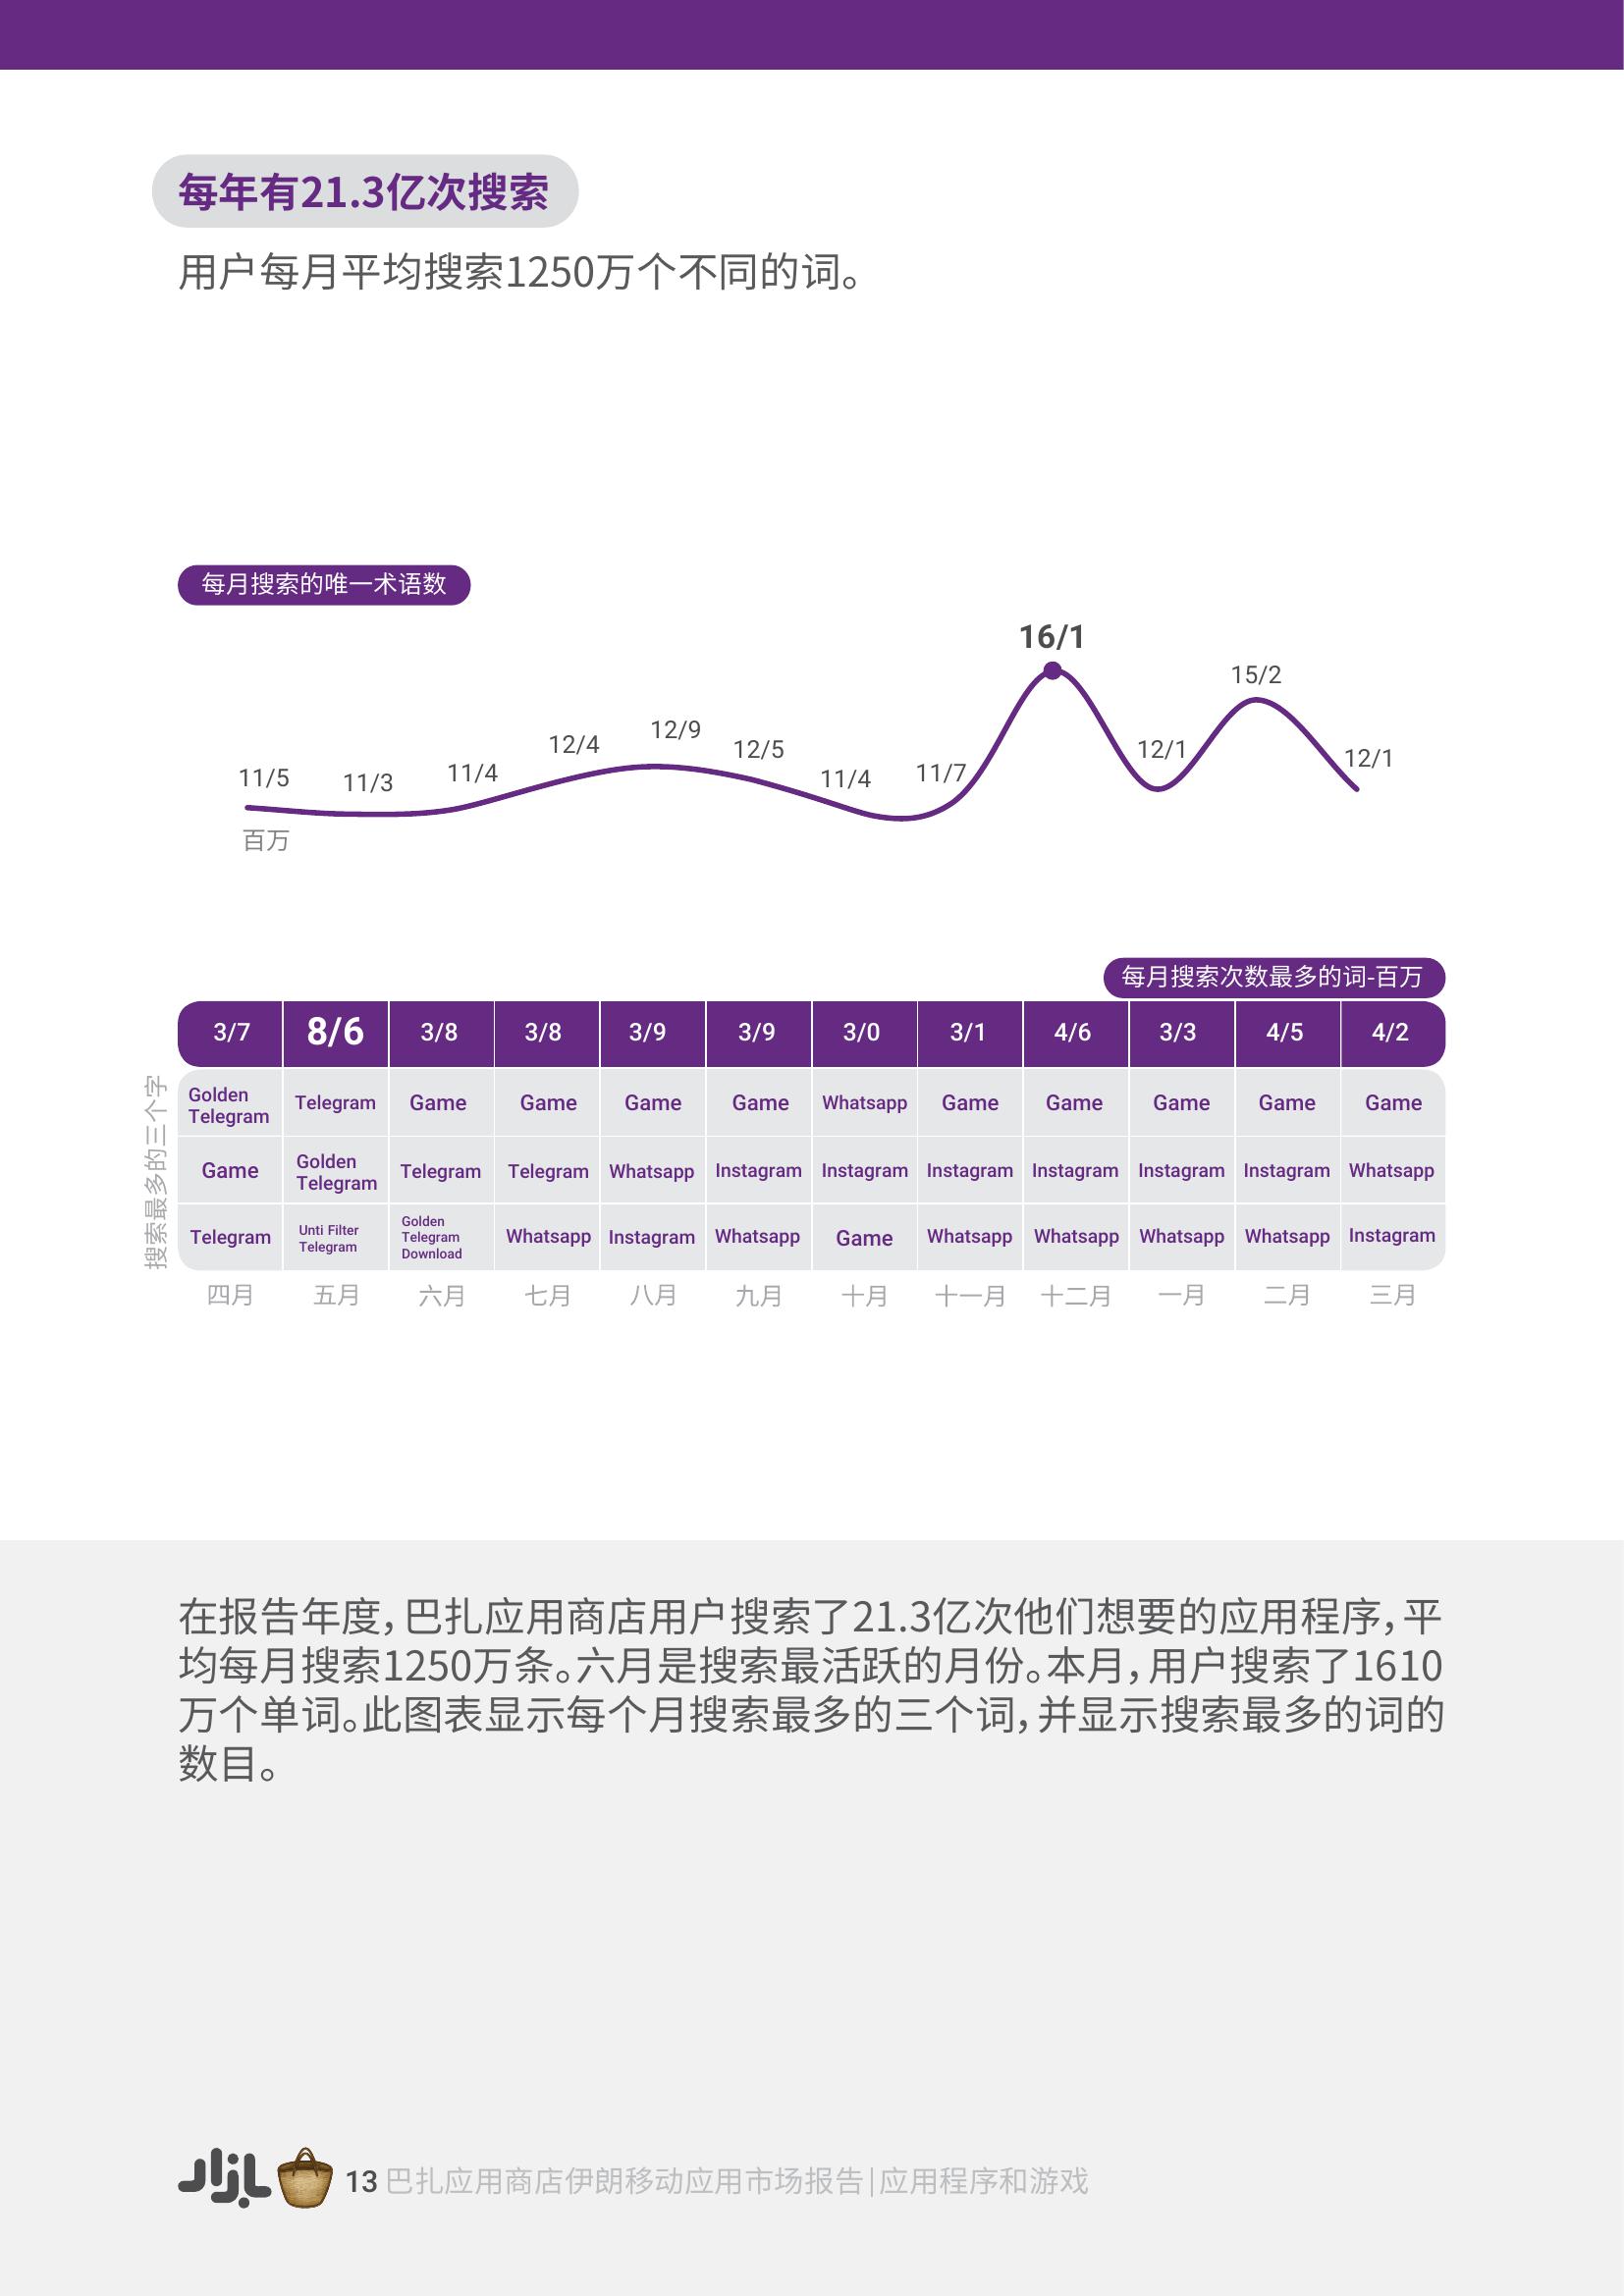 每年有21.3亿次搜索
用户每月平均搜索1250万个不同的词。
每月搜索的唯一术语数
11/5 11/3 11/4 12/4 12/9 12/5 11/4 11/7 16/1 12/1 15/2 12/1
百万
每月搜索次数最多的词-百万
3/7 8/6 3/8 3/8 3/9 3/9 3/0 3/1 4/6 3/3 4/5 4/2
搜索最多的三个字
Golden Telegram Telegram Game Game Game Game Whatsapp Game Game Game Game Game
Game Golden Telegram Telegram Telegram Whatsapp Instagram Instagram Instagram Instagram Instagram Instagram Whatsapp
Telegram Unti Filter Telegram Golden Telegram Download Whatsapp Instagram Whatsapp Game Whatsapp Whatsapp Whatsapp Whatsapp Instagram
四月 五月 六月 七月 八月 九月 十月 十一月 十二月 一月 二月 三月
在报告年度，巴扎应用商店用户搜索了21.3亿次他们想要的应用程序，平
均每月搜索1250万条。六月是搜索最活跃的月份。本月，用户搜索了1610
万个单词。此图表显示每个月搜索最多的三个词，并显示搜索最多的词的
数目。
بازار 13 巴扎应用商店伊朗移动应用市场报告|应用程序和游戏